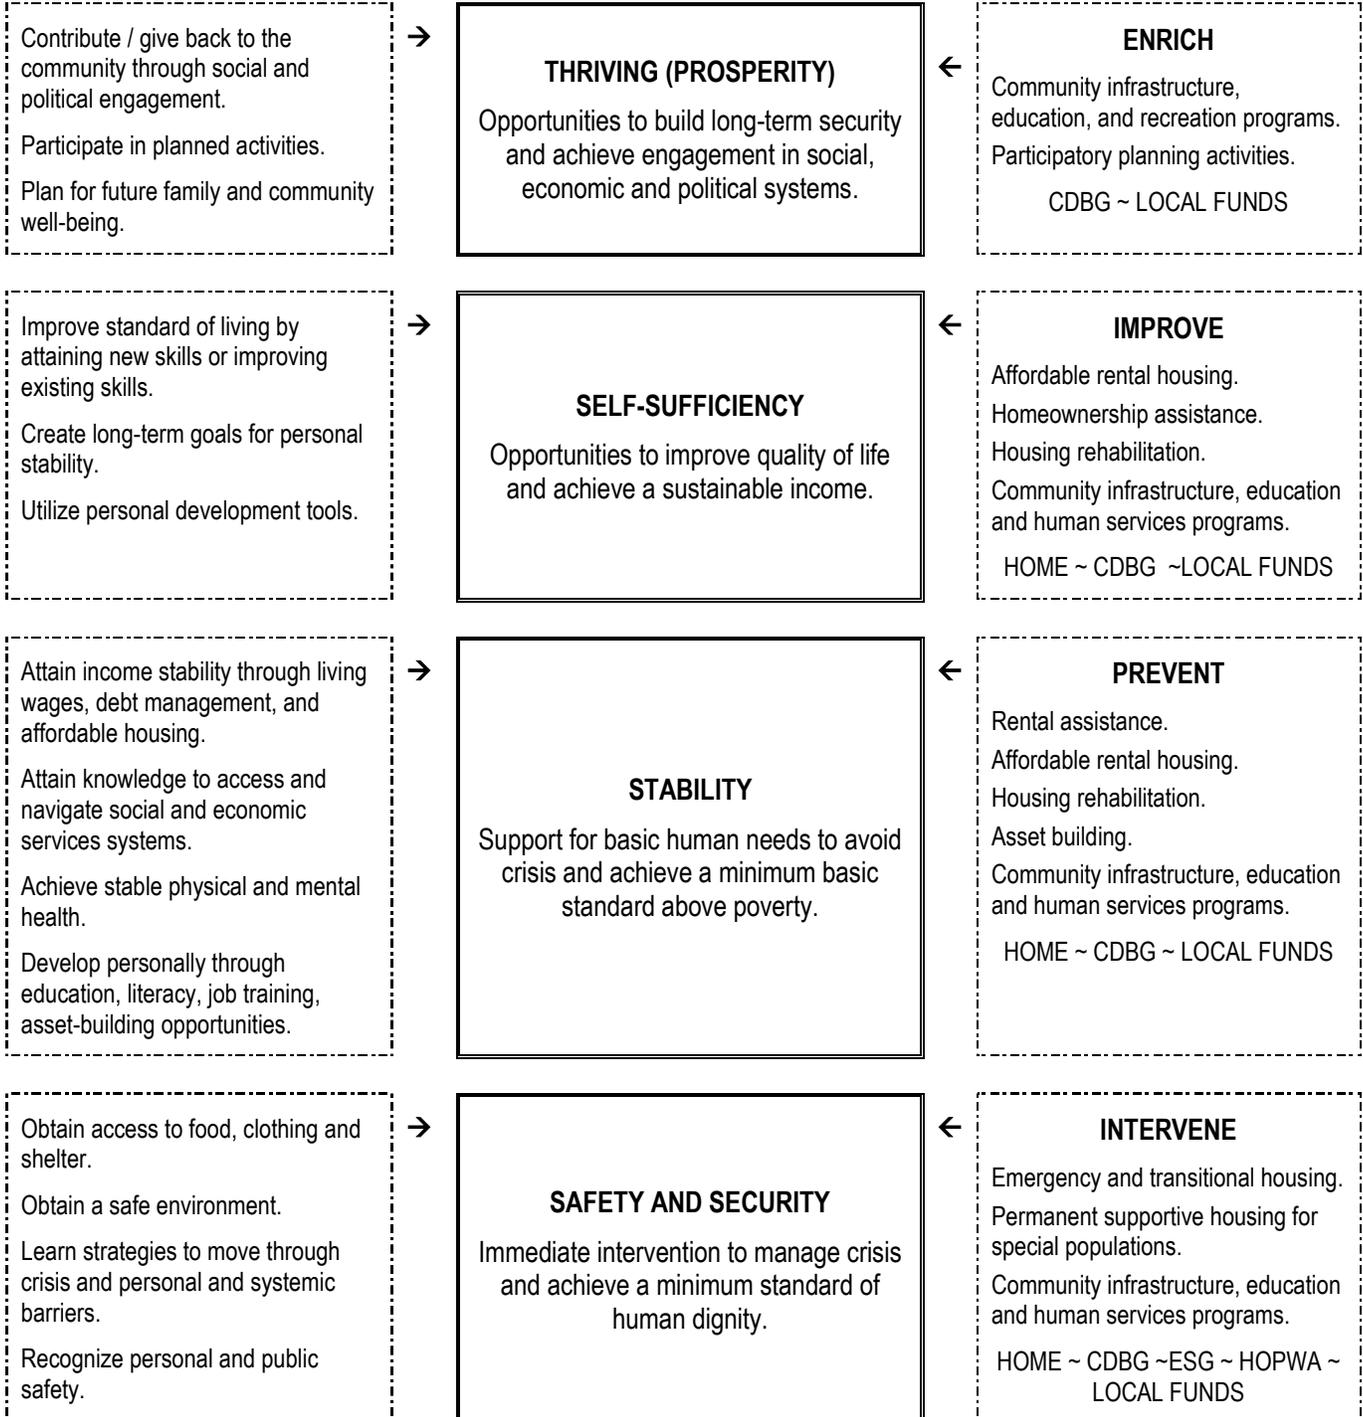 Contribute / give back to the
community through social and
political engagement.
Participate in planned activities.
Plan for future family and community
well-being.
→
THRIVING (PROSPERITY)
Opportunities to build long-term security
and achieve engagement in social,
economic and political systems.
←
ENRICH
Community infrastructure,
education, and recreation programs.
Participatory planning activities.
CDBG ~ LOCAL FUNDS
Improve standard of living by
attaining new skills or improving
existing skills.
Create long-term goals for personal
stability.
Utilize personal development tools.
→
SELF-SUFFICIENCY
Opportunities to improve quality of life
and achieve a sustainable income.
←
IMPROVE
Affordable rental housing.
Homeownership assistance.
Housing rehabilitation.
Community infrastructure, education
and human services programs.
HOME ~ CDBG  ~LOCAL FUNDS
Attain income stability through living
wages, debt management, and
affordable housing.
Attain knowledge to access and
navigate social and economic
services systems.
Achieve stable physical and mental
health.
Develop personally through
education, literacy, job training,
asset-building opportunities.
→
STABILITY
Support for basic human needs to avoid
crisis and achieve a minimum basic
standard above poverty.
←
PREVENT
Rental assistance.
Affordable rental housing.
Housing rehabilitation.
Asset building.
Community infrastructure, education
and human services programs.
HOME ~ CDBG ~ LOCAL FUNDS
Obtain access to food, clothing and
shelter.
Obtain a safe environment.
Learn strategies to move through
crisis and personal and systemic
barriers.
Recognize personal and public
safety.
→
SAFETY AND SECURITY
Immediate intervention to manage crisis
and achieve a minimum standard of
human dignity.
←
INTERVENE
Emergency and transitional housing.
Permanent supportive housing for
special populations.
Community infrastructure, education
and human services programs.
HOME ~ CDBG ~ESG ~ HOPWA ~
LOCAL FUNDS